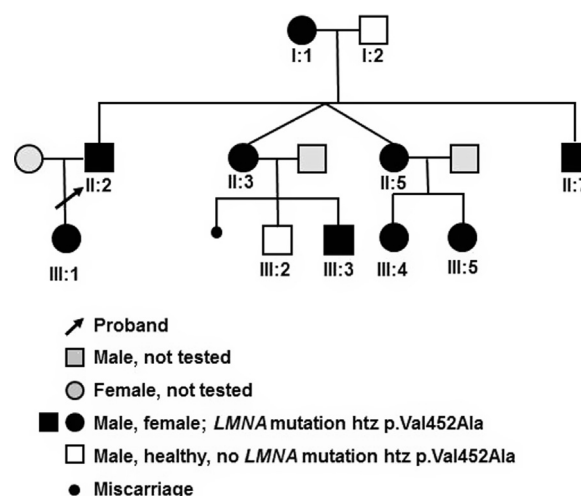 I:1 I:2
II:2 II:3 II:5 II:7
III:1 III:2 III:3 III:4 III:5
Proband
Male, not tested
Female, not tested
Male, female; LMNA mutation htz p.Val452Ala
Male, healthy, no LMNA mutation htz p.Val452Ala
Miscarriage